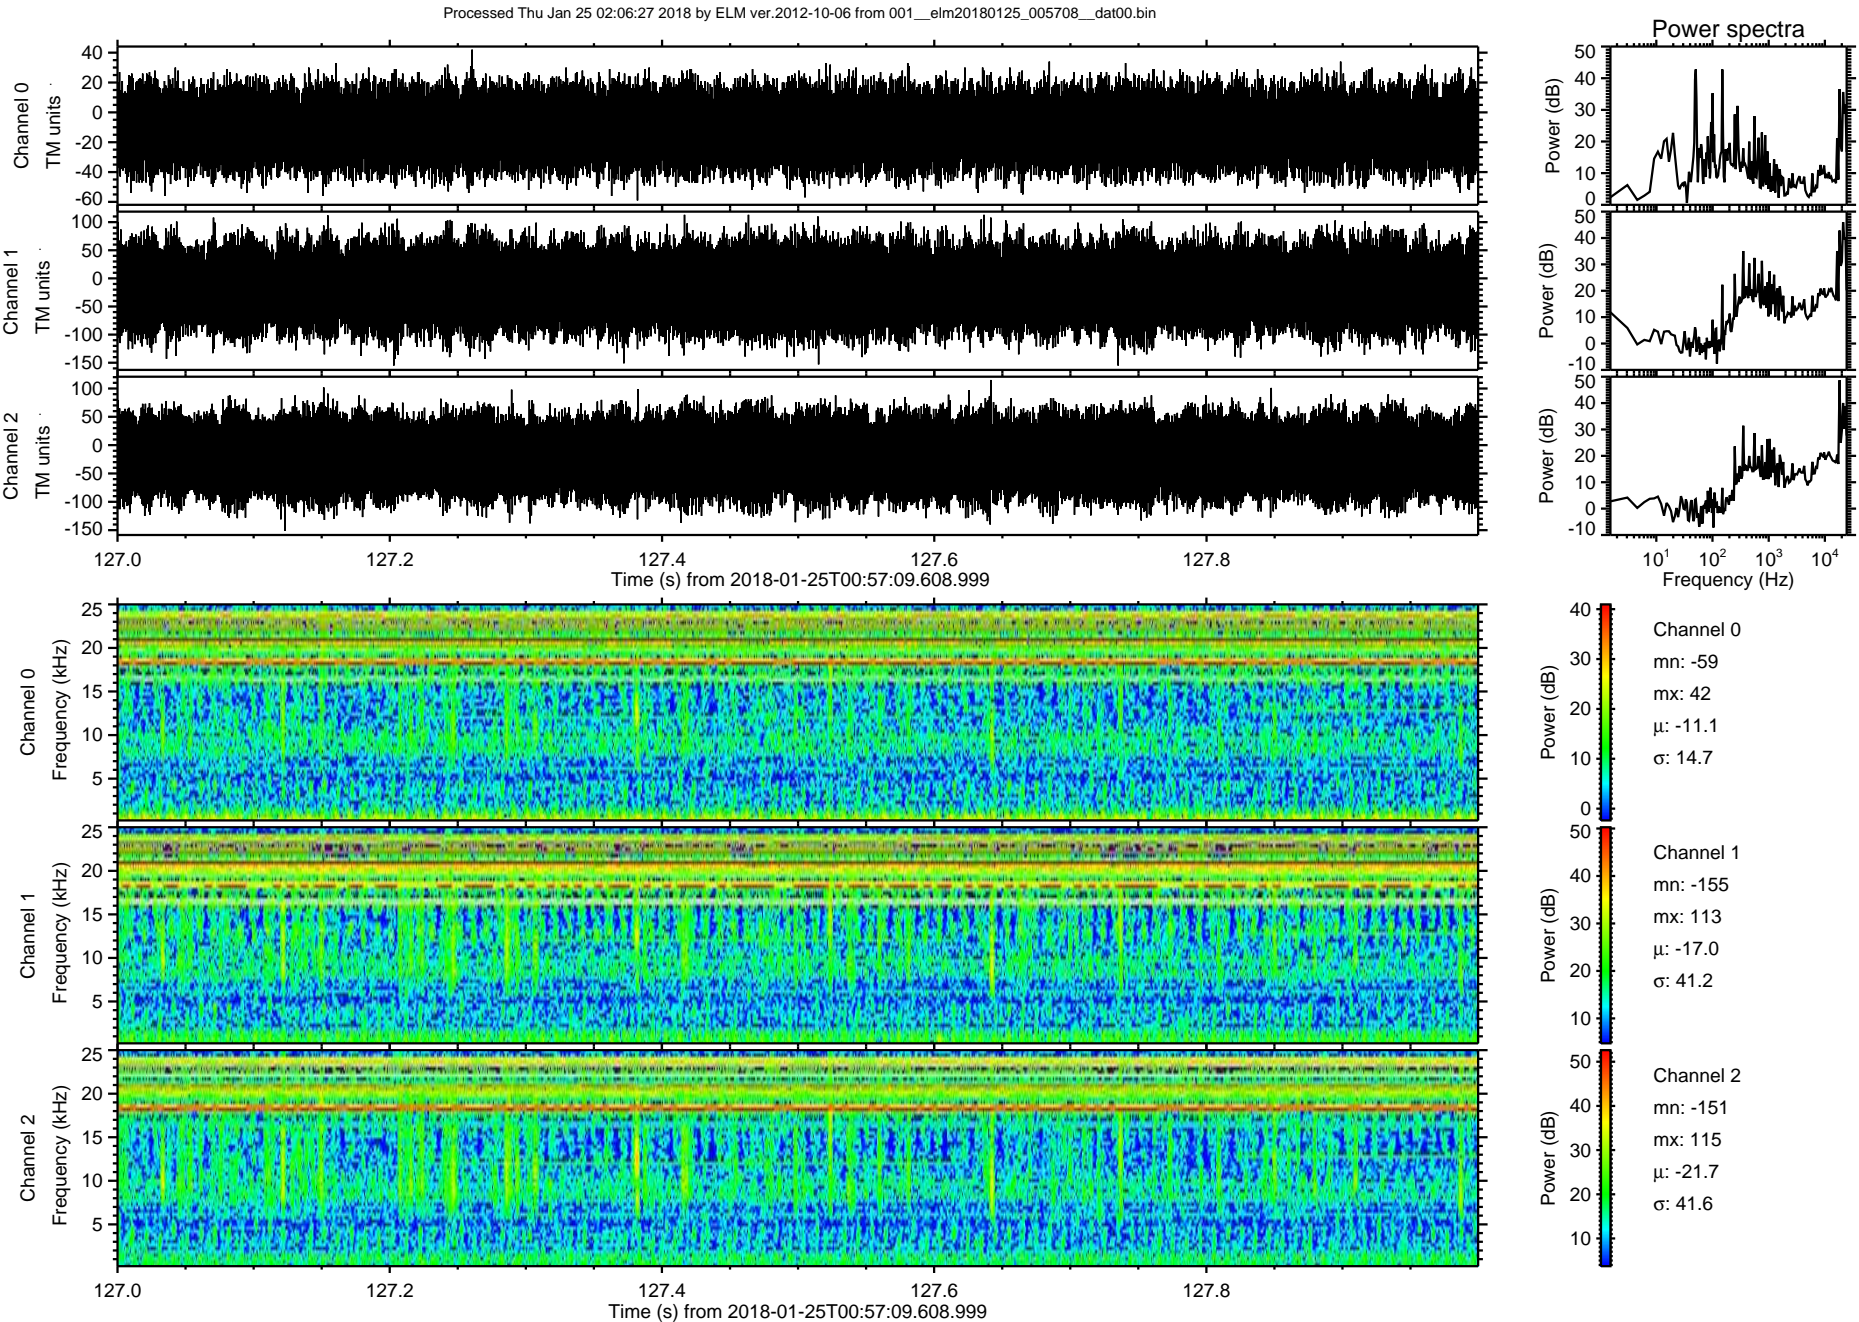 Processed Thu Jan 25 02:06:27 2018 by ELM ver.2012-10-06 from 001__elm20180125_005708__dat00.bin
Power spectra
Channel 0
TM units
40
20
0
-20
-40
-60
Power (dB)
50
40
30
20
10
0
Channel 1
TM units
100
50
0
-50
-100
-150
Power (dB)
50
40
30
20
10
0
-10
Channel 2
TM units
100
50
0
-50
-100
-150
Power (dB)
50
40
30
20
10
0
-10
127.0 127.2 127.4 127.6 127.8
Time (s) from 2018-01-25T00:57:09.608.999
10^1 10^2 10^3 10^4
Frequency (Hz)
Channel 0
Frequency (kHz)
25
20
15
10
5
Power (dB)
40
30
20
10
0
Channel 0
mn: -59
mx: 42
μ: -11.1
σ: 14.7
Channel 1
Frequency (kHz)
25
20
15
10
5
Power (dB)
50
40
30
20
10
Channel 1
mn: -155
mx: 113
μ: -17.0
σ: 41.2
Channel 2
Frequency (kHz)
25
20
15
10
5
Power (dB)
50
40
30
20
10
Channel 2
mn: -151
mx: 115
μ: -21.7
σ: 41.6
127.0 127.2 127.4 127.6 127.8
Time (s) from 2018-01-25T00:57:09.608.999